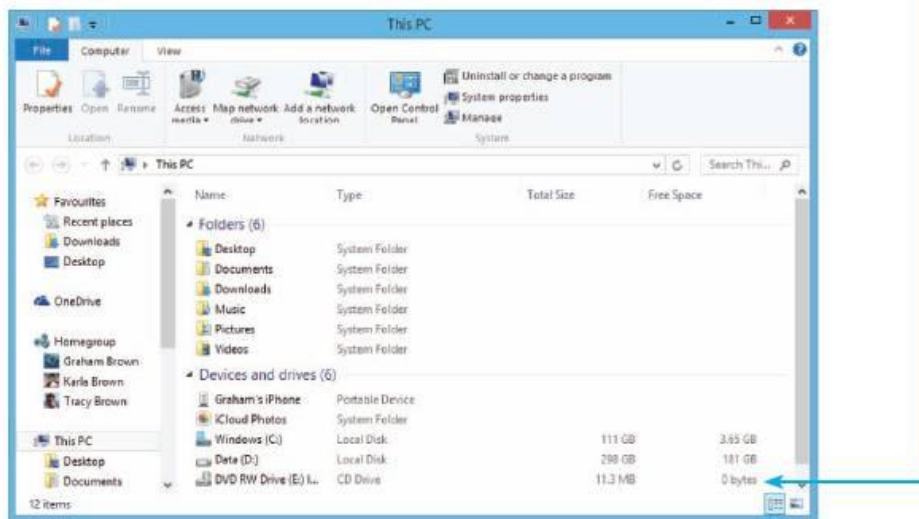 This PC
File Computer View
Properties Open Rename Access media Map network drive Add a network location Open Control Panel Uninstall or change a program
System properties
Manage
Location Network System
This PC Search Thi...
Favourites
Recent places
Downloads
Desktop
OneDrive
Homegroup
Graham Brown
Karla Brown
Tracy Brown
This PC
Desktop
Documents
Name Type Total Size Free Space
Folders (6)
Desktop System Folder
Documents System Folder
Downloads System Folder
Music System Folder
Pictures System Folder
Videos System Folder
Devices and drives (6)
Graham's iPhone Portable Device
iCloud Photos System Folder
Windows (C:) Local Disk 111 GB 3.65 GB
Data (D:) Local Disk 298 GB 181 GB
DVD RW Drive (E:) I... CD Drive 11.3 MB 0 bytes
12 items